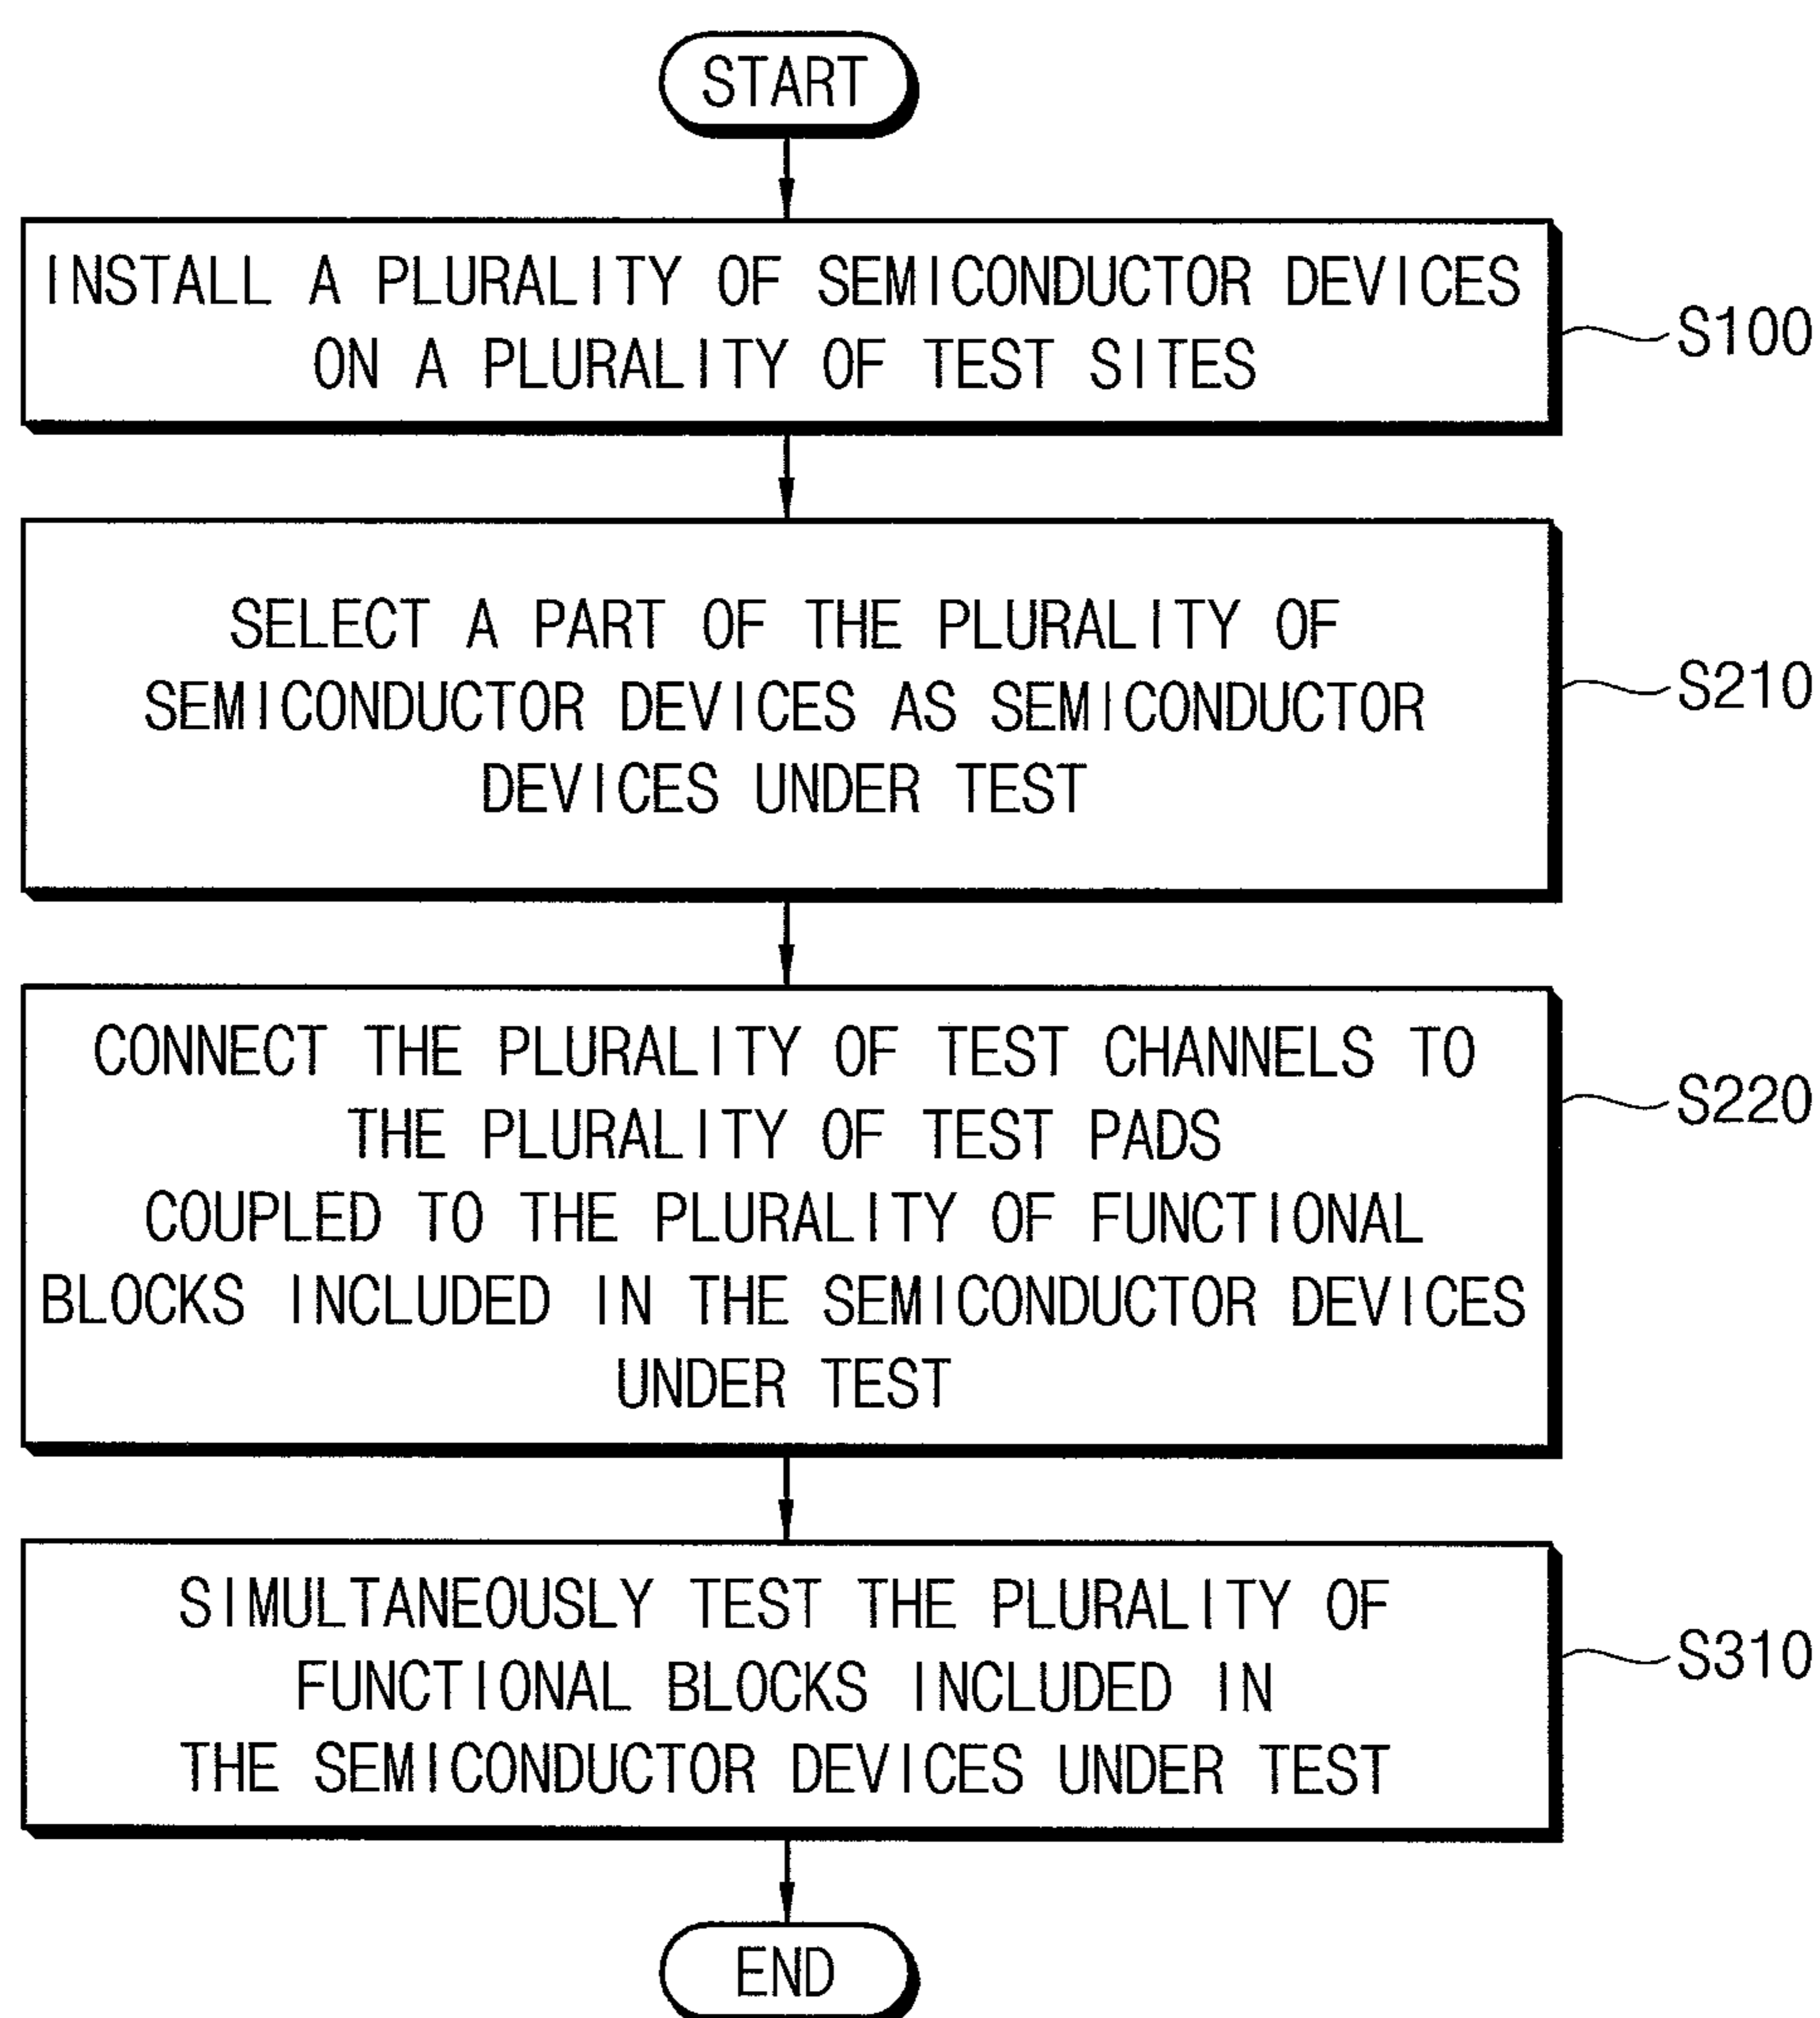 START
INSTALL A PLURALITY OF SEMICONDUCTOR DEVICES
ON A PLURALITY OF TEST SITES
S100
SELECT A PART OF THE PLURALITY OF
SEMICONDUCTOR DEVICES AS SEMICONDUCTOR
DEVICES UNDER TEST
S210
CONNECT THE PLURALITY OF TEST CHANNELS TO
THE PLURALITY OF TEST PADS
COUPLED TO THE PLURALITY OF FUNCTIONAL
BLOCKS INCLUDED IN THE SEMICONDUCTOR DEVICES
UNDER TEST
S220
SIMULTANEOUSLY TEST THE PLURALITY OF
FUNCTIONAL BLOCKS INCLUDED IN
THE SEMICONDUCTOR DEVICES UNDER TEST
S310
END